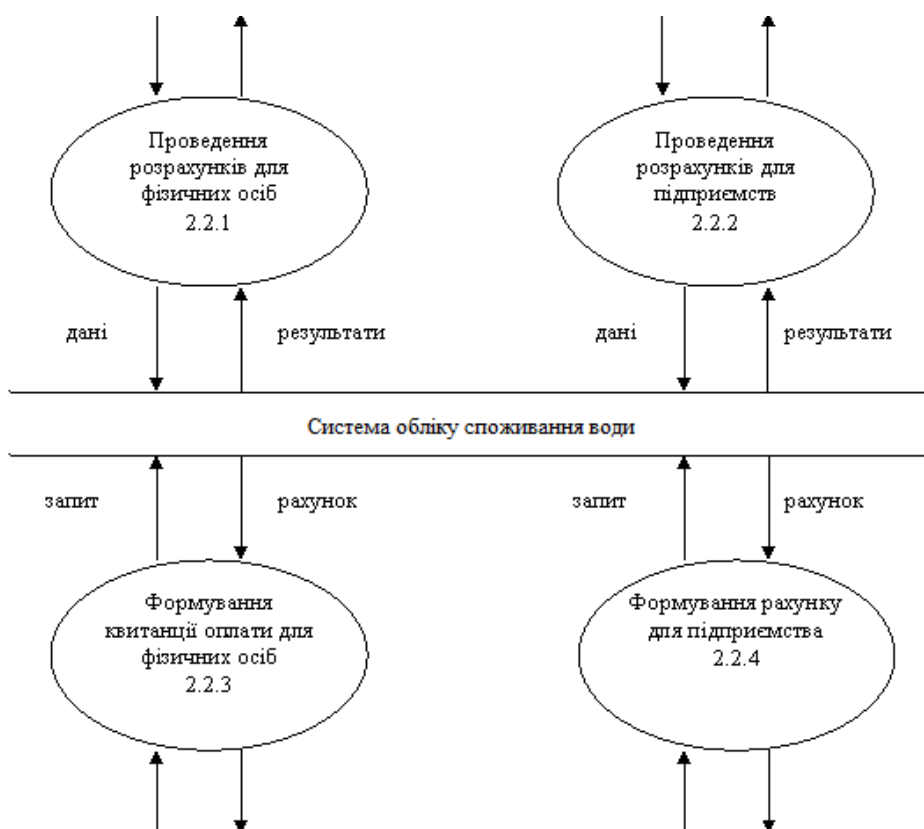 Проведення
розрахунків для
фізичних осіб
2.2.1
Проведення
розрахунків для
підприємств
2.2.2
дані
результати
дані
результати
Система обліку споживання води
запит
рахунок
запит
рахунок
Формування
квитанції оплати для
фізичних осіб
2.2.3
Формування рахунку
для підприємства
2.2.4